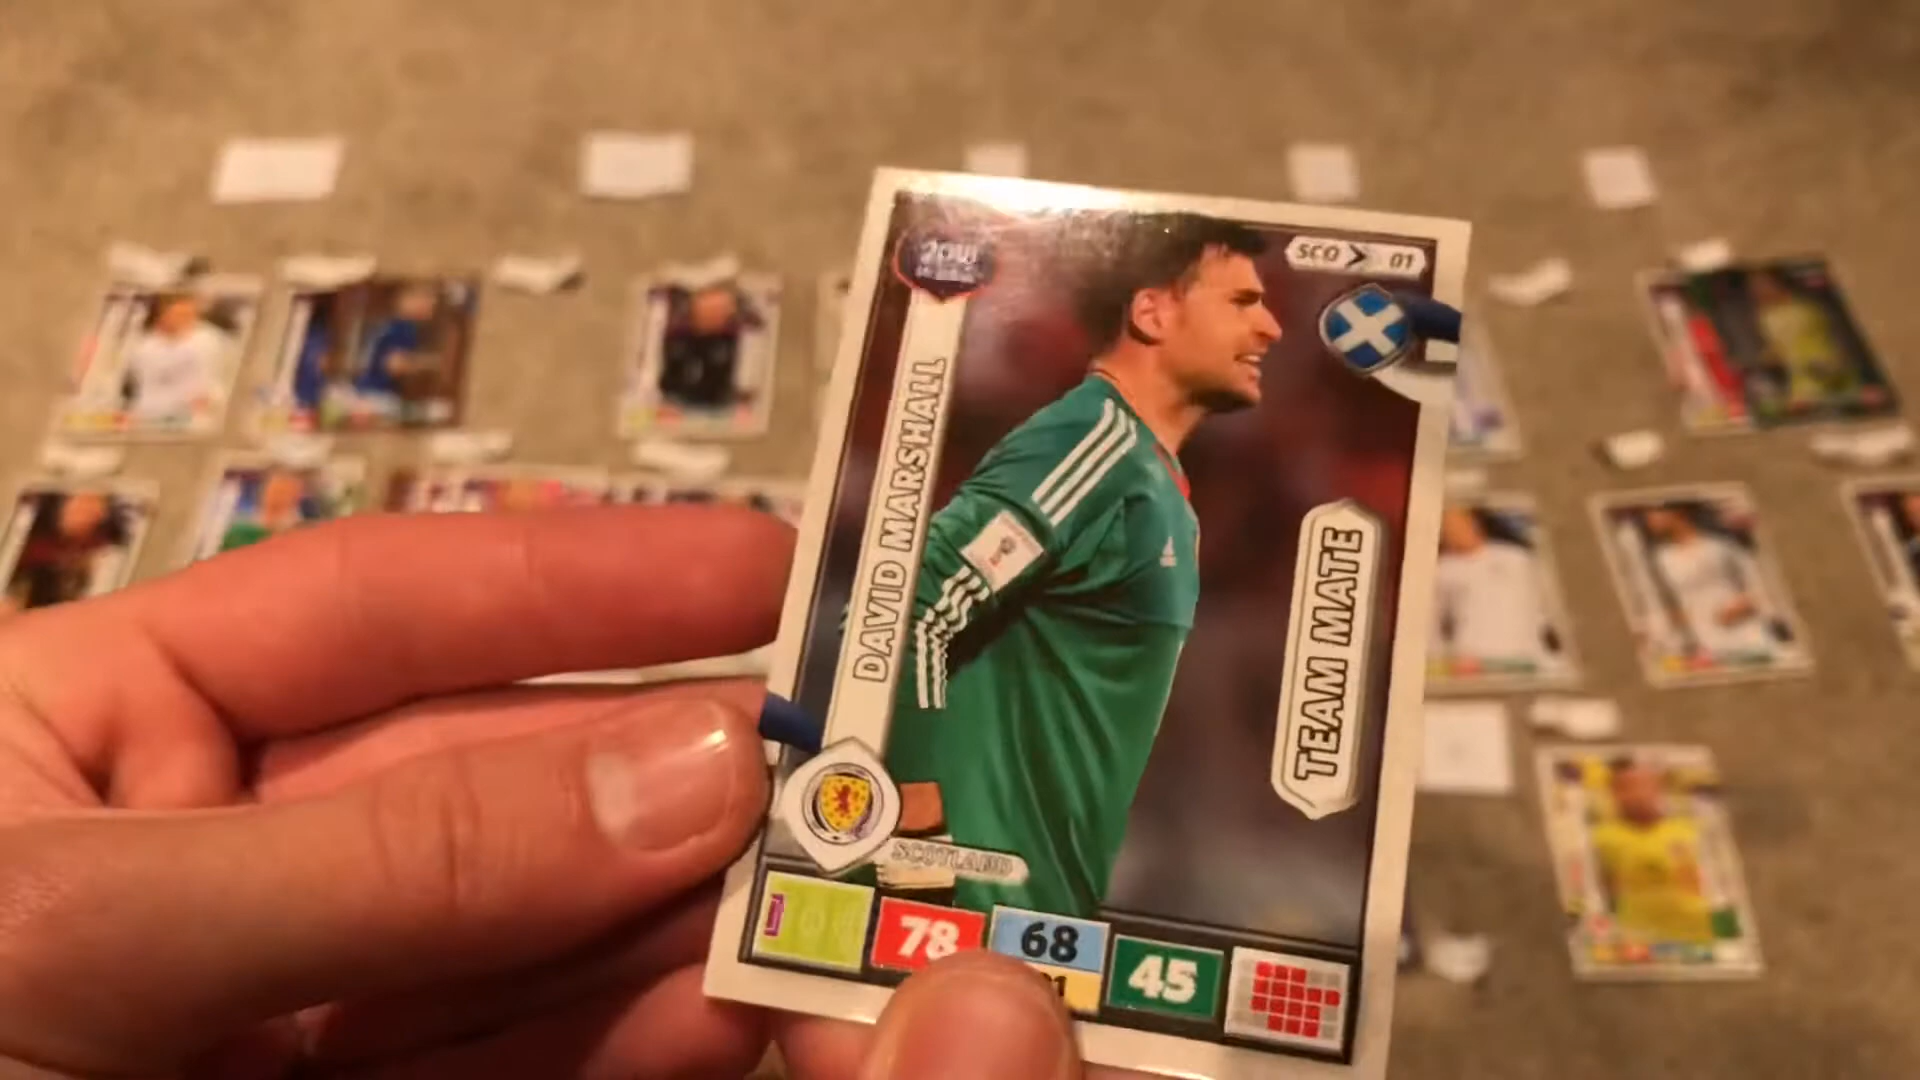 SCO > 01
DAVID MARSHALL
TEAM MATE
SCOTLAND
78
68
45